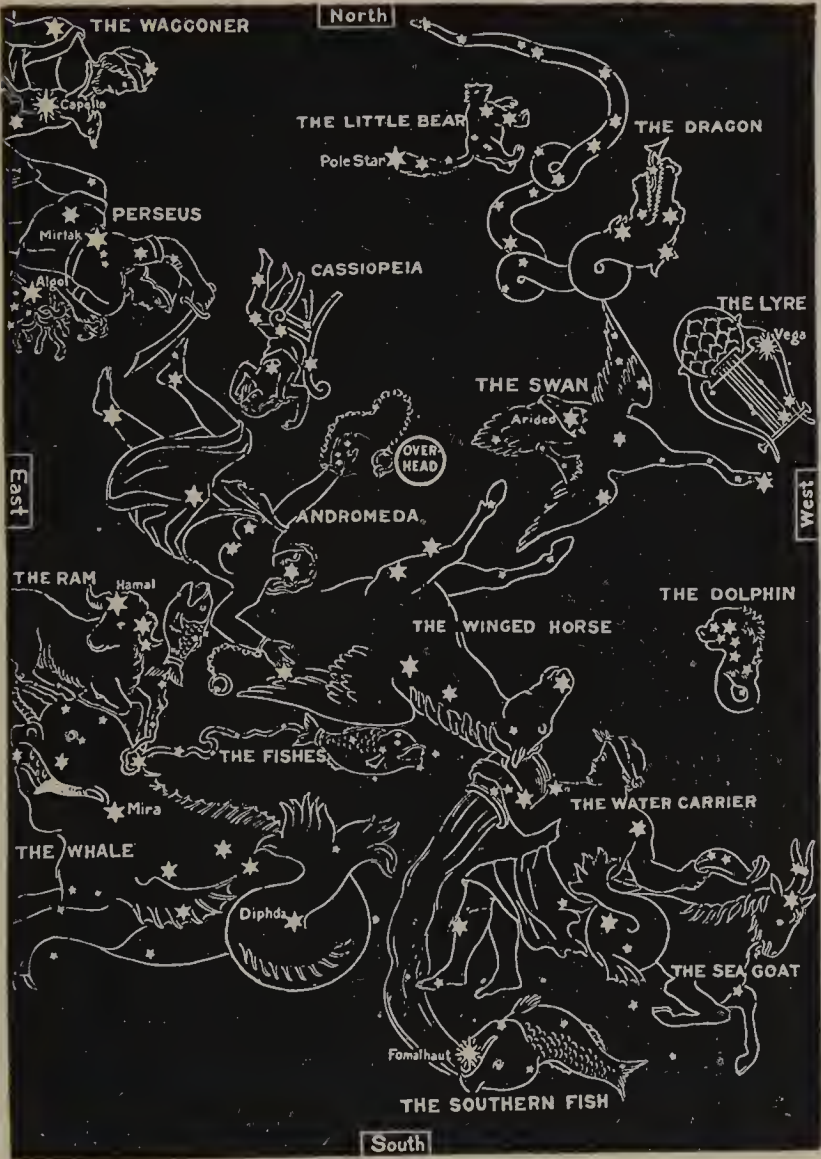 North
THE WAGGONER
Capella
THE LITTLE BEAR
THE DRAGON
Pole Star
PERSEUS
Mirfak
CASSIOPEIA
Algol
THE LYRE
Vega
THE SWAN
Arided
OVER-
HEAD
East
West
ANDROMEDA
THE RAM
Hamal
THE DOLPHIN
THE WINGED HORSE
THE FISHES
Mira
THE WATER CARRIER
THE WHALE
Diphda
THE SEA GOAT
Fomalhaut
THE SOUTHERN FISH
South